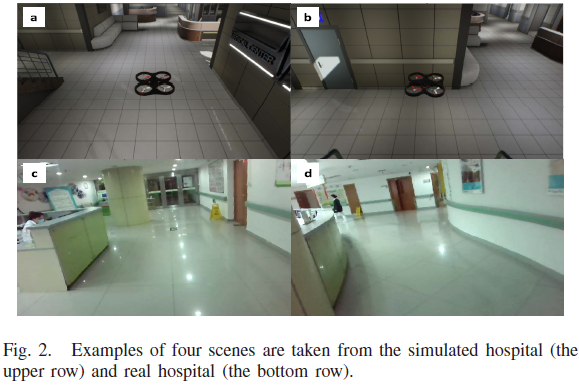 a
b
c
d
Fig. 2. Examples of four scenes are taken from the simulated hospital (the
upper row) and real hospital (the bottom row).